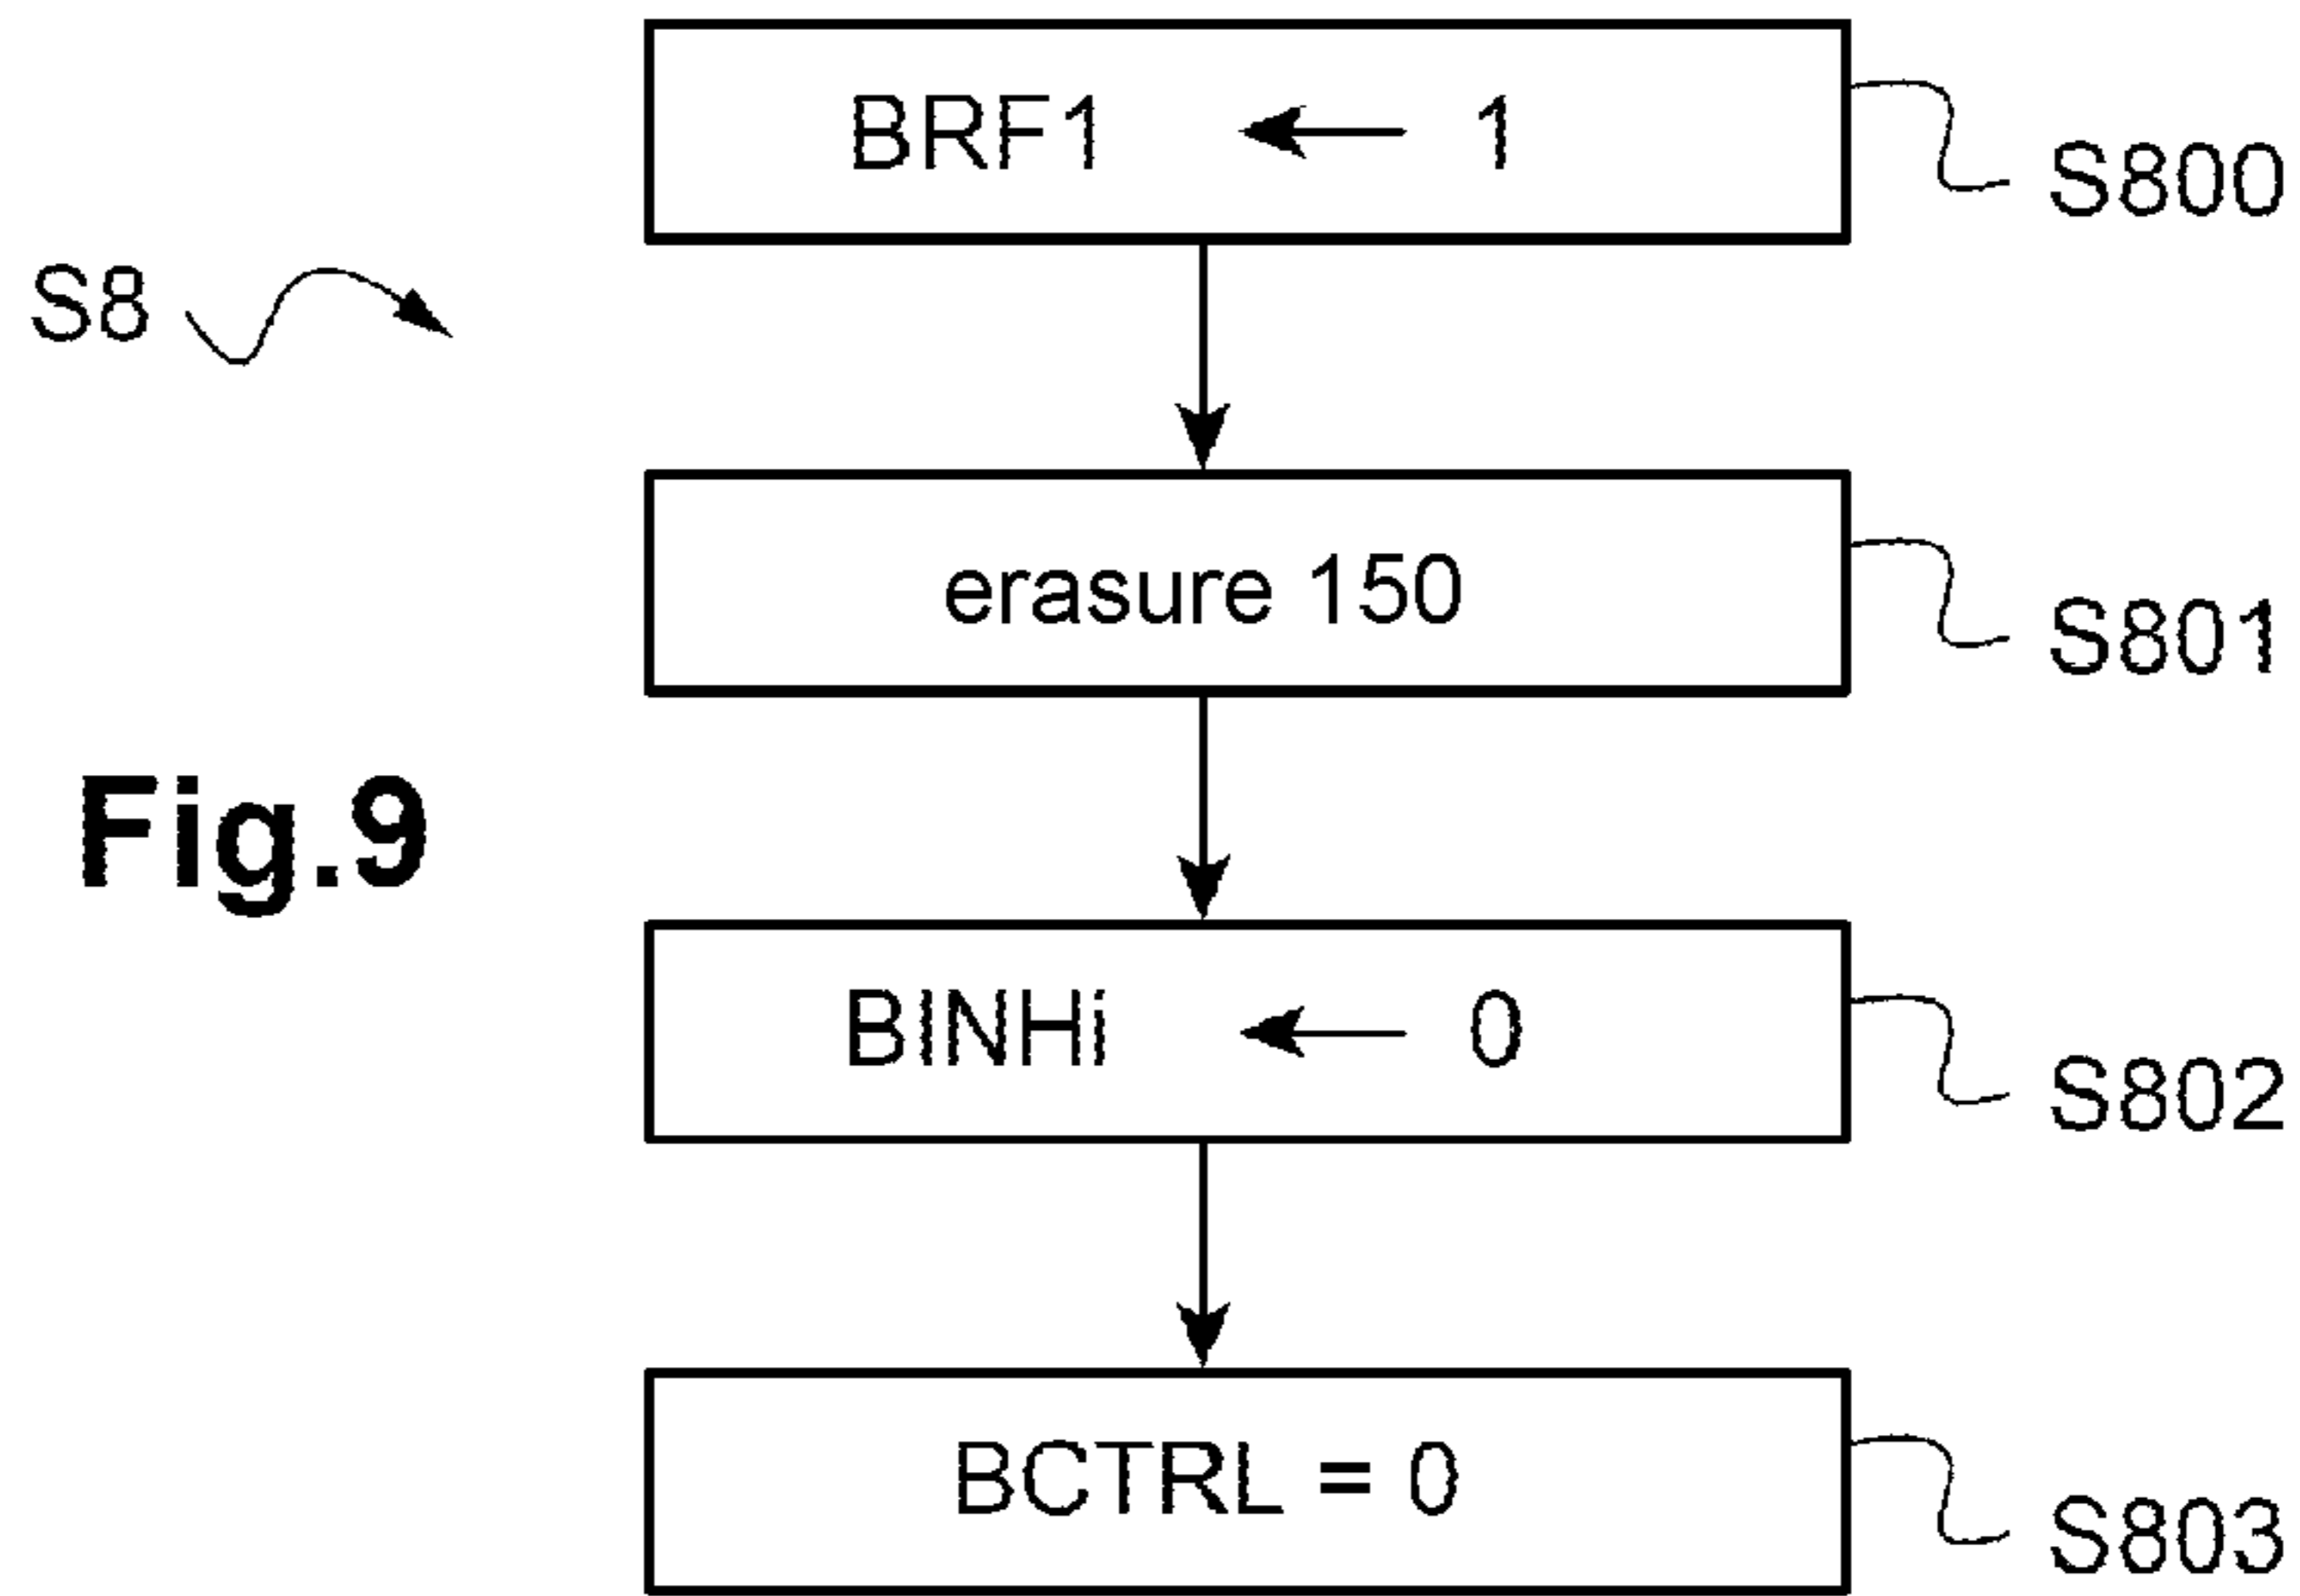 BRF1 ← 1
S800
S8
erasure 150
S801
Fig.9
BINHi ← 0
S802
BCTRL = 0
S803